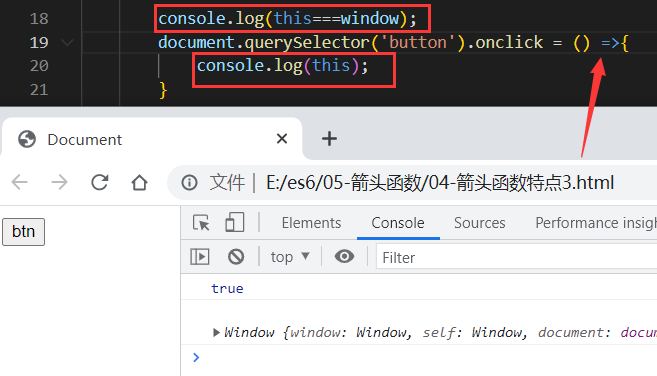 18 console.log(this===window);
19 document.querySelector('button').onclick = () =>{
20 console.log(this);
21 }
Document
文件 E:/es6/05-箭头函数/04-箭头函数特点3.html
btn
Elements Console Sources Performance insigh
top Filter
true
Window {window: Window, self: Window, document: docum